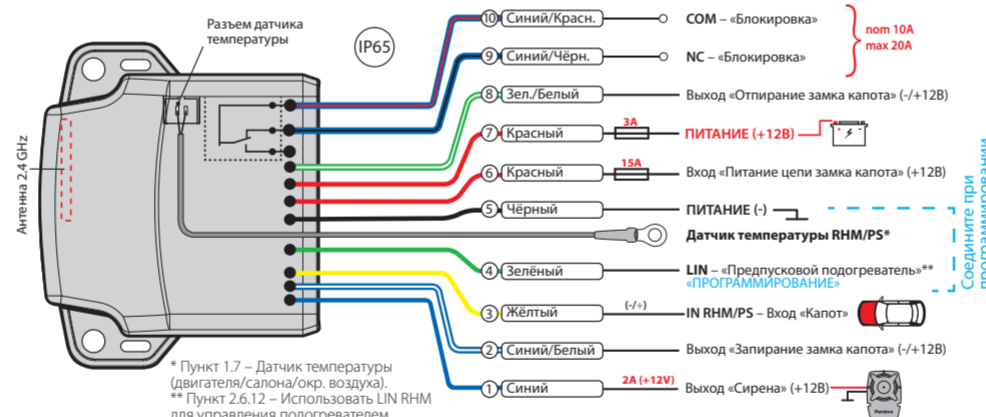 Разъем датчика
температуры
IP65
Антенна 2.4 GHz
10 Синий/Красн. COM – «Блокировка»
nom 10A
max 20A
9 Синий/Чёрн. NC – «Блокировка»
8 Зел./Белый Выход «Отпирание замка капота» (-/+12В)
7 Красный 3А ПИТАНИЕ (+12В)
6 Красный 15А Вход «Питание цепи замка капота» (+12В)
5 Чёрный ПИТАНИЕ (-)
Датчик температуры RHM/PS*
4 Зелёный LIN – «Предпусковой подогреватель»**
«ПРОГРАММИРОВАНИЕ»
Соедините при
программировании
3 Жёлтый (-/+) IN RHM/PS – Вход «Капот»
2 Синий/Белый Выход «Запирание замка капота» (-/+12В)
1 Синий 2А (+12V) Выход «Сирена» (+12В)
* Пункт 1.7 – Датчик температуры
(двигателя/салона/окр. воздуха).
** Пункт 2.6.12 – Использовать LIN RHM
для управления подогревателем